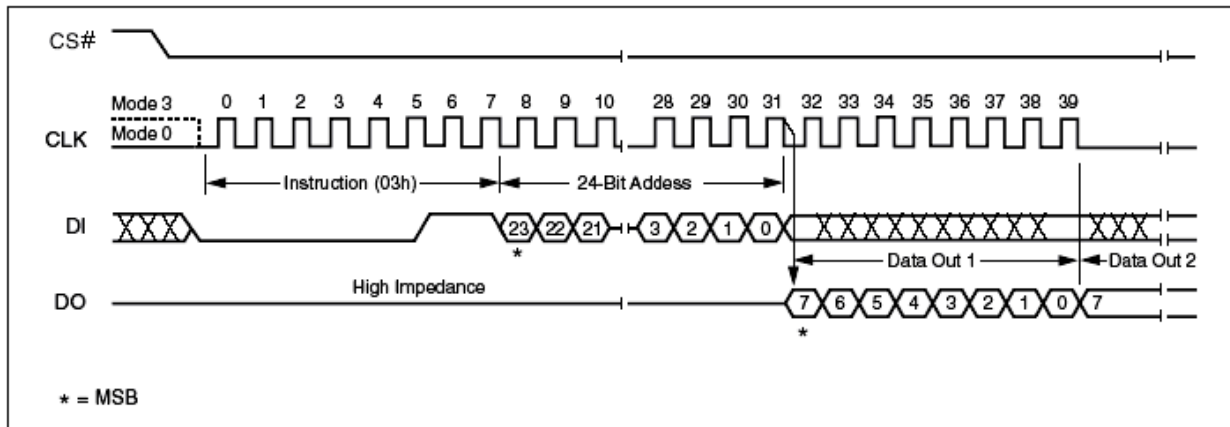 CS#
Mode 3 0 1 2 3 4 5 6 7 8 9 10 28 29 30 31 32 33 34 35 36 37 38 39
CLK Mode 0
Instruction (03h) 24-Bit Addess
DI 23 22 21 3 2 1 0
* Data Out 1 Data Out 2
High Impedance
DO 7 6 5 4 3 2 1 0 7
*
* = MSB